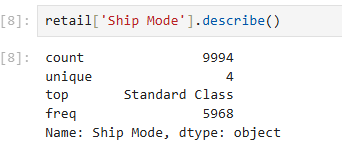 [8]: retail['Ship Mode'].describe()
[8]: count 9994
unique 4
top Standard Class
freq 5968
Name: Ship Mode, dtype: object